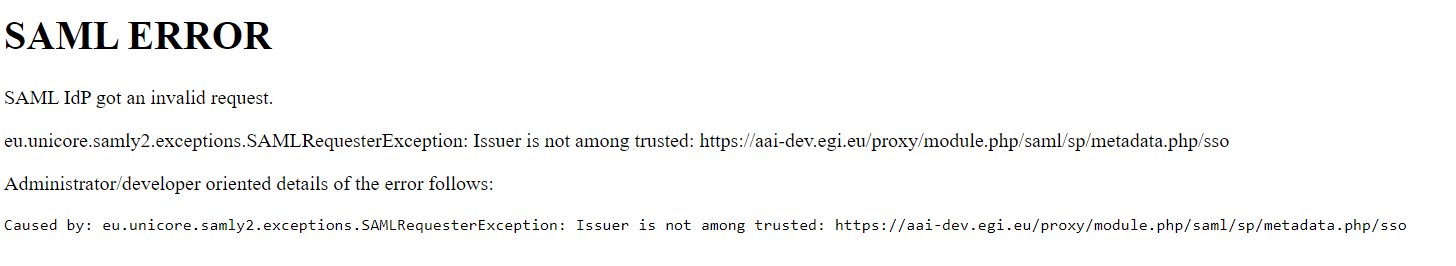 SAML ERROR
SAML IdP got an invalid request.
eu.unicore.samly2.exceptions.SAMLRequesterException: Issuer is not among trusted: https://aai-dev.egi.eu/proxy/module.php/saml/sp/metadata.php/sso
Administrator/developer oriented details of the error follows:
Caused by: eu.unicore.samly2.exceptions.SAMLRequesterException: Issuer is not among trusted: https://aai-dev.egi.eu/proxy/module.php/saml/sp/metadata.php/sso